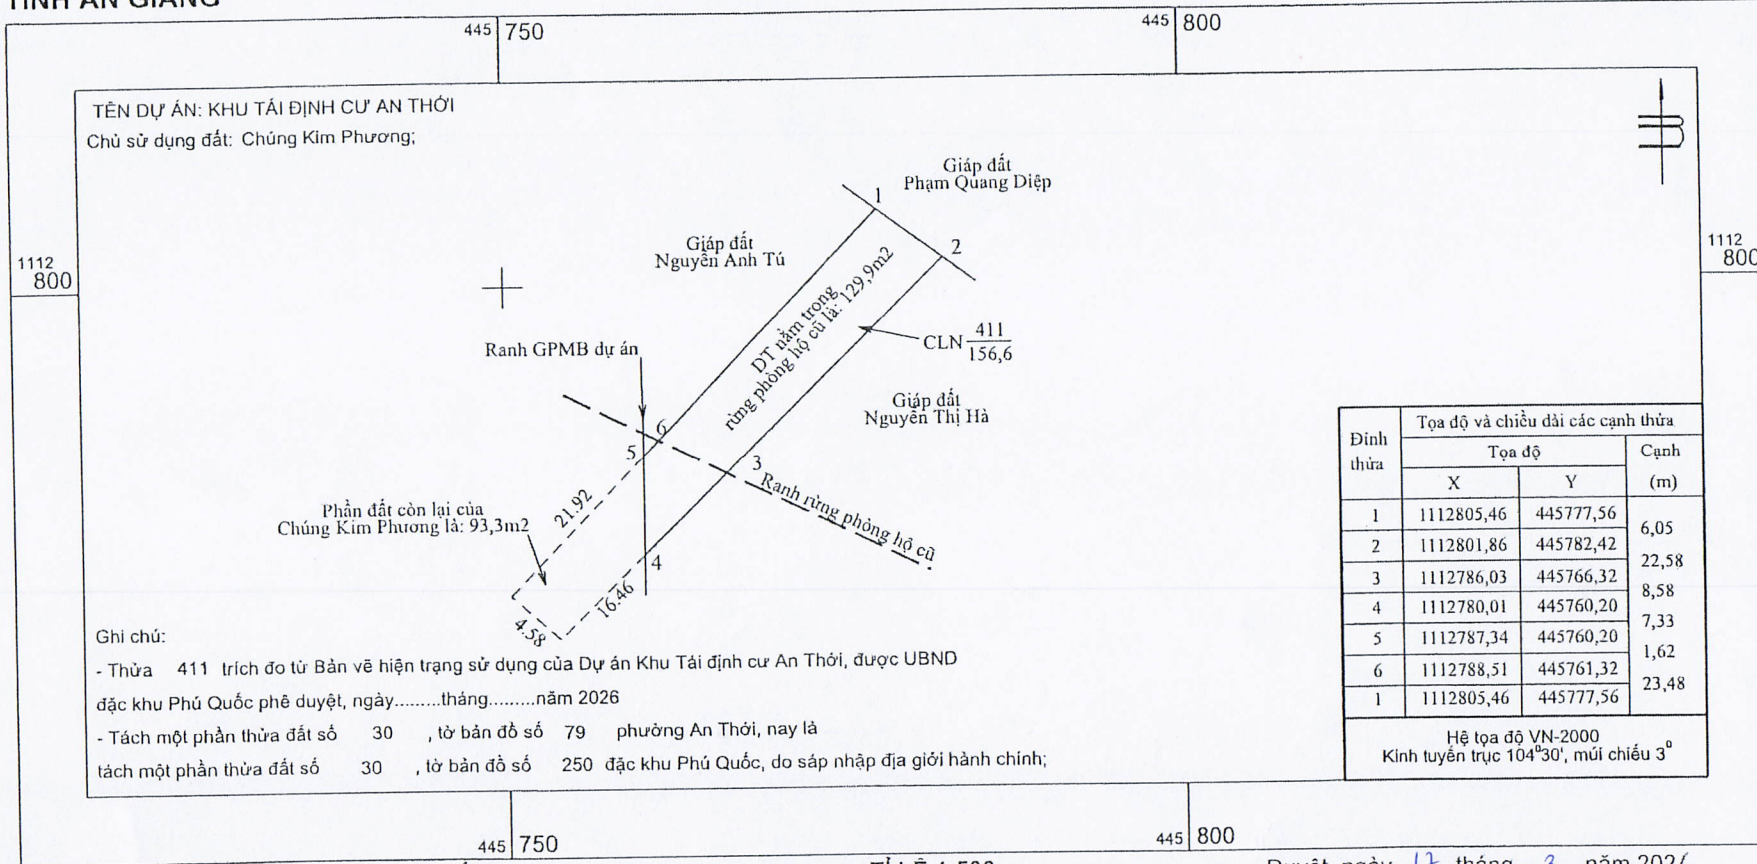 TỈNH AN GIANG
445 750
445 800
TÊN DỰ ÁN: KHU TÁI ĐỊNH CƯ AN THỚI
Chủ sử dụng đất: Chúng Kim Phương;
Giáp đất
Phạm Quang Diệp
1
2
Giáp đất
Nguyễn Anh Tú
1112
800
1112
800
DT nằm trong
rừng phòng hộ cũ là: 129,9m2
CLN 411
156,6
Ranh GPMB dự án
Giáp đất
Nguyễn Thị Hà
6
5
3
Ranh rừng phòng hộ cũ
Phần đất còn lại của
Chúng Kim Phương là: 93,3m2
21.92
4
16.46
4.58
Đỉnh
thửa
Tọa độ và chiều dài các cạnh thửa
Tọa độ
Cạnh
(m)
X Y
1 1112805,46 445777,56
6,05
2 1112801,86 445782,42
22,58
3 1112786,03 445766,32
8,58
4 1112780,01 445760,20
7,33
5 1112787,34 445760,20
1,62
6 1112788,51 445761,32
23,48
1 1112805,46 445777,56
Hệ tọa độ VN-2000
Kinh tuyến trục 104⁰30', múi chiếu 3⁰
Ghi chú:
- Thửa 411 trích đo từ Bản vẽ hiện trạng sử dụng của Dự án Khu Tái định cư An Thới, được UBND
đặc khu Phú Quốc phê duyệt, ngày.........tháng.........năm 2026
- Tách một phần thửa đất số 30 , tờ bản đồ số 79 phường An Thới, nay là
tách một phần thửa đất số 30 , tờ bản đồ số 250 đặc khu Phú Quốc, do sáp nhập địa giới hành chính;
445 750
445 800
Duyệt, ngày 17 tháng năm